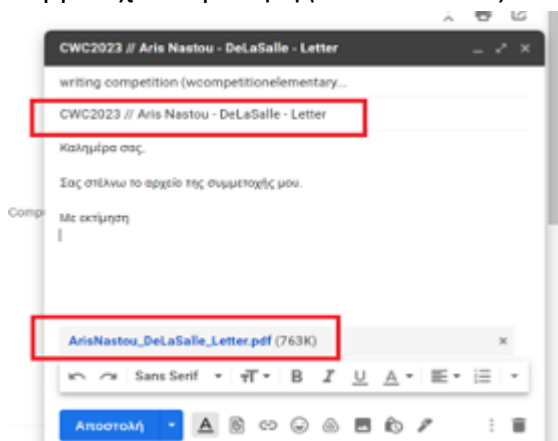 CWC2023 // Aris Nastou - DeLaSalle - Letter
writing competition (wcompetitionelementary...
CWC2023 // Aris Nastou - DeLaSalle - Letter
Καλημέρα σας.
Σας στέλνω το αρχείο της συμμετοχής μου.
Comp
Με εκτίμηση
ArisNastou_DeLaSalle_Letter.pdf (763K)
Sans Serif
Αποστολή